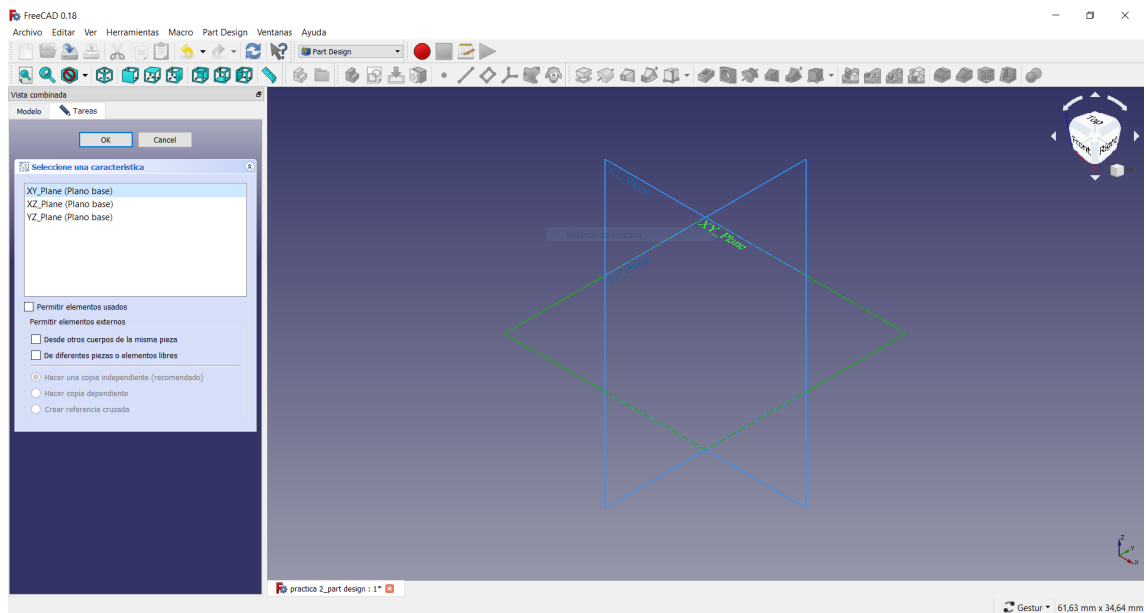 FreeCAD 0.18
Archivo Editar Ver Herramientas Macro Part Design Ventanas Ayuda
Part Design
Vista combinada
Modelo Tareas
OK Cancel
Seleccione una característica
XY_Plane (Plano base)
XZ_Plane (Plano base)
YZ_Plane (Plano base)
Permitir elementos usados
Permitir elementos externos
Desde otros cuerpos de la misma pieza
De diferentes piezas o elementos libres
Hacer una copia independiente (recomendado)
Hacer copia dependiente
Crear referencia cruzada
XY_Plane
Top
Front
Right
Z
Y
X
practica 2_part design : 1*
Gestur 61,63 mm x 34,64 mm